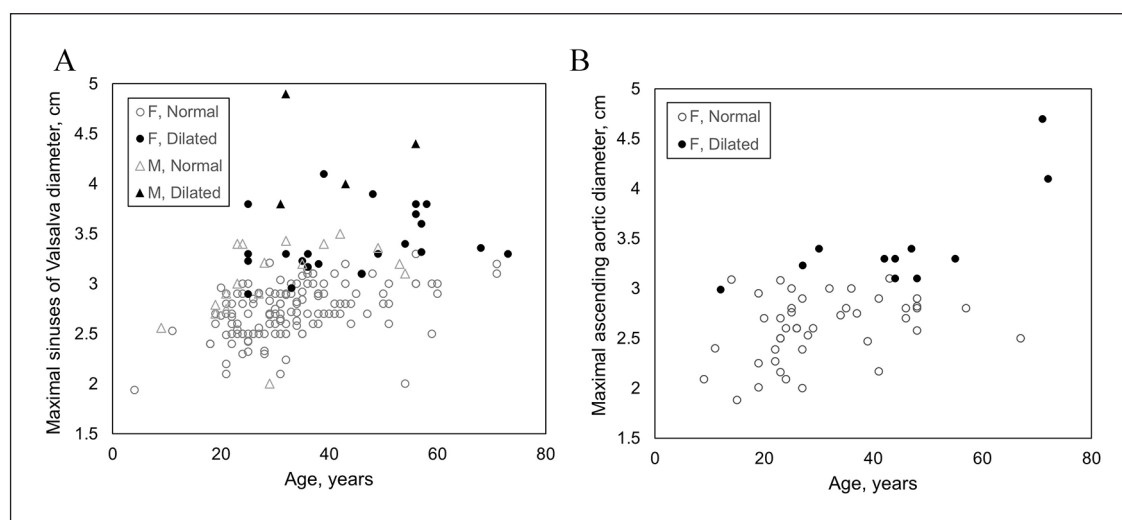 A
Maximal sinuses of Valsalva diameter, cm
5
4.5
4
3.5
3
2.5
2
1.5
F, Normal
F, Dilated
M, Normal
M, Dilated
0
20
40
60
80
Age, years
B
Maximal ascending aortic diameter, cm
5
4.5
4
3.5
3
2.5
2
1.5
F, Normal
F, Dilated
0
20
40
60
80
Age, years